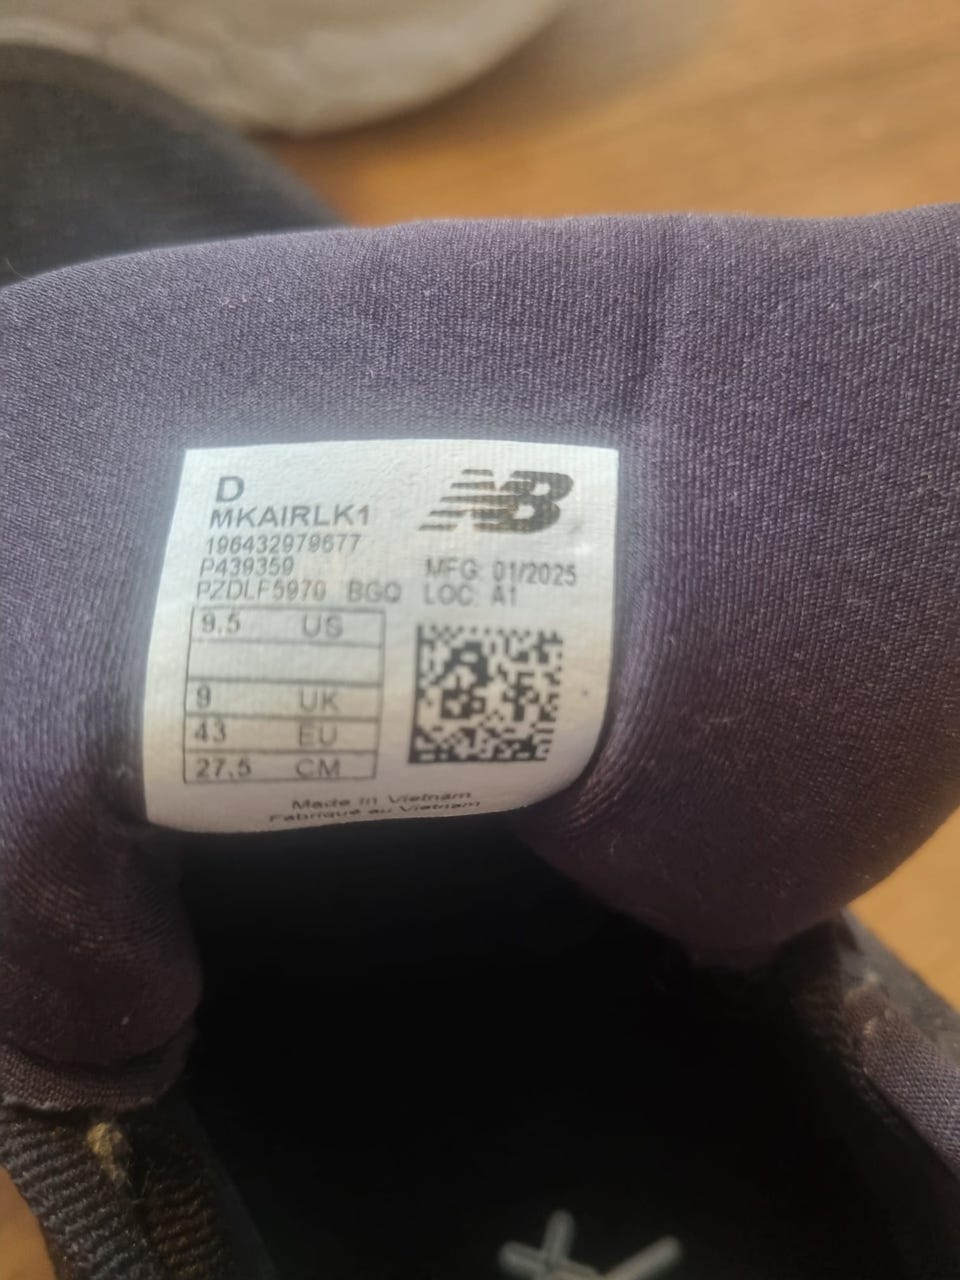 D
NB
MKAIRLK1
196432979677
P439359
MFG: 01/2025
PZDLF5970 BGQ
LOC: A1
9.5 US
9 UK
43 EU
27.5 CM
Made in Vietnam
Fabriqué au Vietnam